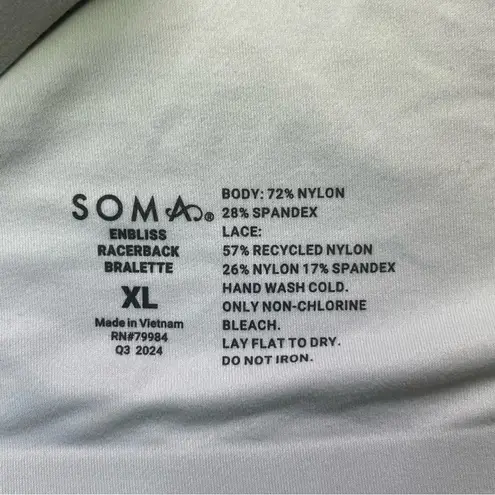 SOMA®
ENBLISS
RACERBACK
BRALETTE
XL
Made in Vietnam
RN#79984
Q3 2024
BODY: 72% NYLON
28% SPANDEX
LACE:
57% RECYCLED NYLON
26% NYLON 17% SPANDEX
HAND WASH COLD.
ONLY NON-CHLORINE
BLEACH.
LAY FLAT TO DRY.
DO NOT IRON.